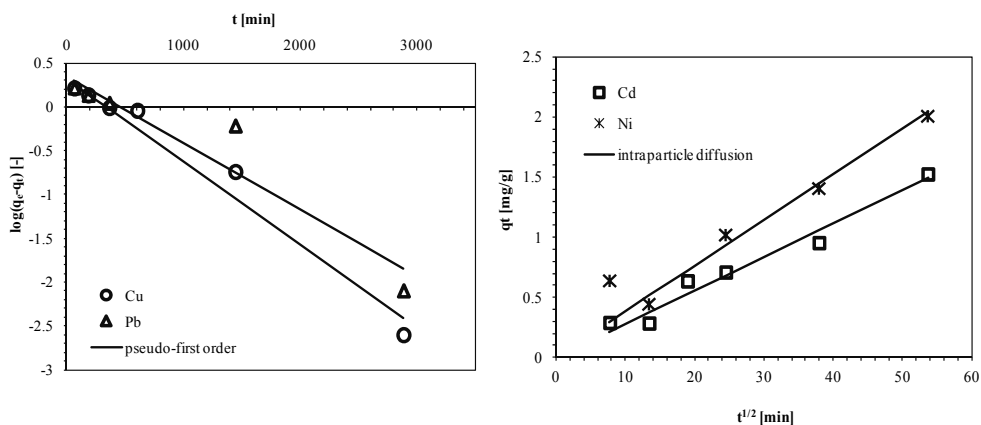 t [min]
0 1000 2000 3000
0.5
0
-0.5
-1
-1.5
-2
-2.5
-3
log(qe-qt) [-]
Cu
Pb
pseudo-first order
2.5
2
1.5
1
0.5
0
qt [mg/g]
Cd
Ni
intraparticle diffusion
0 10 20 30 40 50 60
t1/2 [min]